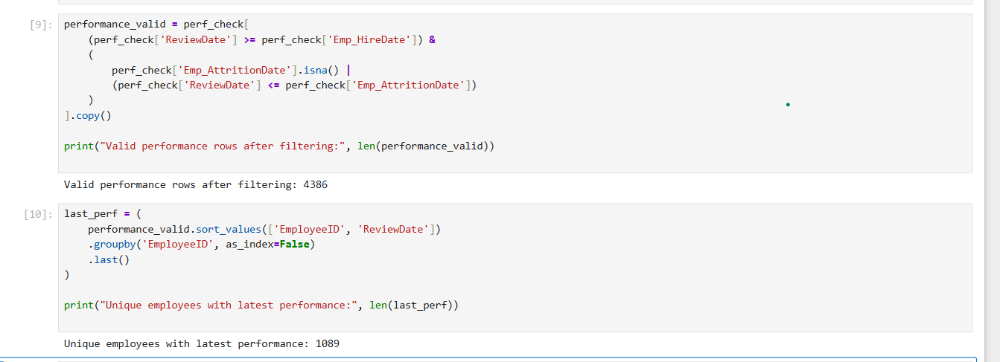 [9]:
performance_valid = perf_check[
    (perf_check['ReviewDate'] >= perf_check['Emp_HireDate']) &
    (
        perf_check['Emp_AttritionDate'].isna() |
        (perf_check['ReviewDate'] <= perf_check['Emp_AttritionDate'])
    )
].copy()
print("Valid performance rows after filtering:", len(performance_valid))
Valid performance rows after filtering: 4386
[10]:
last_perf = (
    performance_valid.sort_values(['EmployeeID', 'ReviewDate'])
    .groupby('EmployeeID', as_index=False)
    .last()
)
print("Unique employees with latest performance:", len(last_perf))
Unique employees with latest performance: 1089